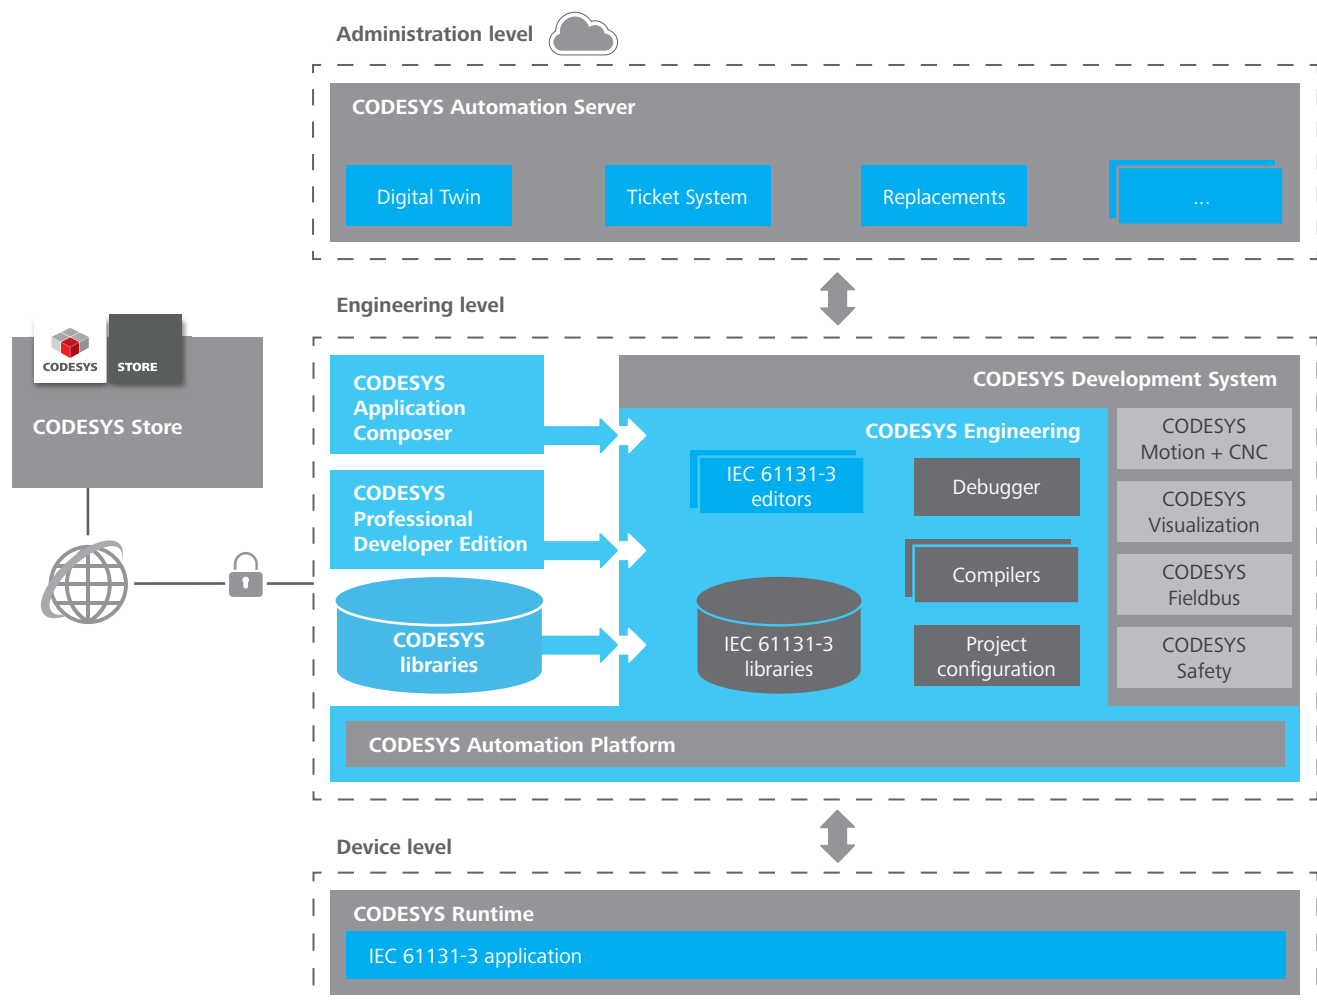 Administration level
CODESYS Automation Server
Digital Twin
Ticket System
Replacements
...
Engineering level
CODESYS
STORE
CODESYS Store
CODESYS
Application
Composer
CODESYS
Professional
Developer Edition
CODESYS
libraries
CODESYS Development System
CODESYS Engineering
IEC 61131-3
editors
Debugger
Compilers
IEC 61131-3
libraries
Project
configuration
CODESYS
Motion + CNC
CODESYS
Visualization
CODESYS
Fieldbus
CODESYS
Safety
CODESYS Automation Platform
Device level
CODESYS Runtime
IEC 61131-3 application